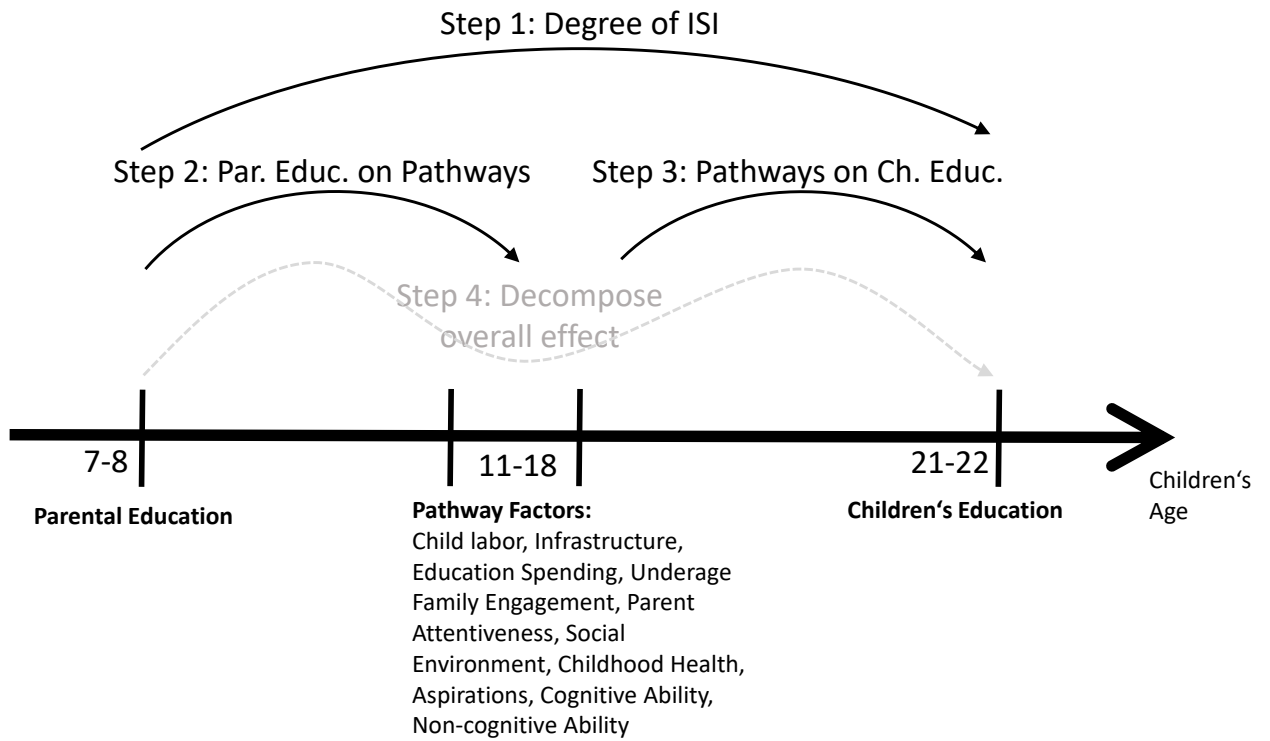 Step 1: Degree of ISI
Step 2: Par. Educ. on Pathways
Step 3: Pathways on Ch. Educ.
Step 4: Decompose
overall effect
7-8
11-18
21-22
Children‘s
Age
Parental Education
Pathway Factors:
Child labor, Infrastructure,
Education Spending, Underage
Family Engagement, Parent
Attentiveness, Social
Environment, Childhood Health,
Aspirations, Cognitive Ability,
Non-cognitive Ability
Children‘s Education